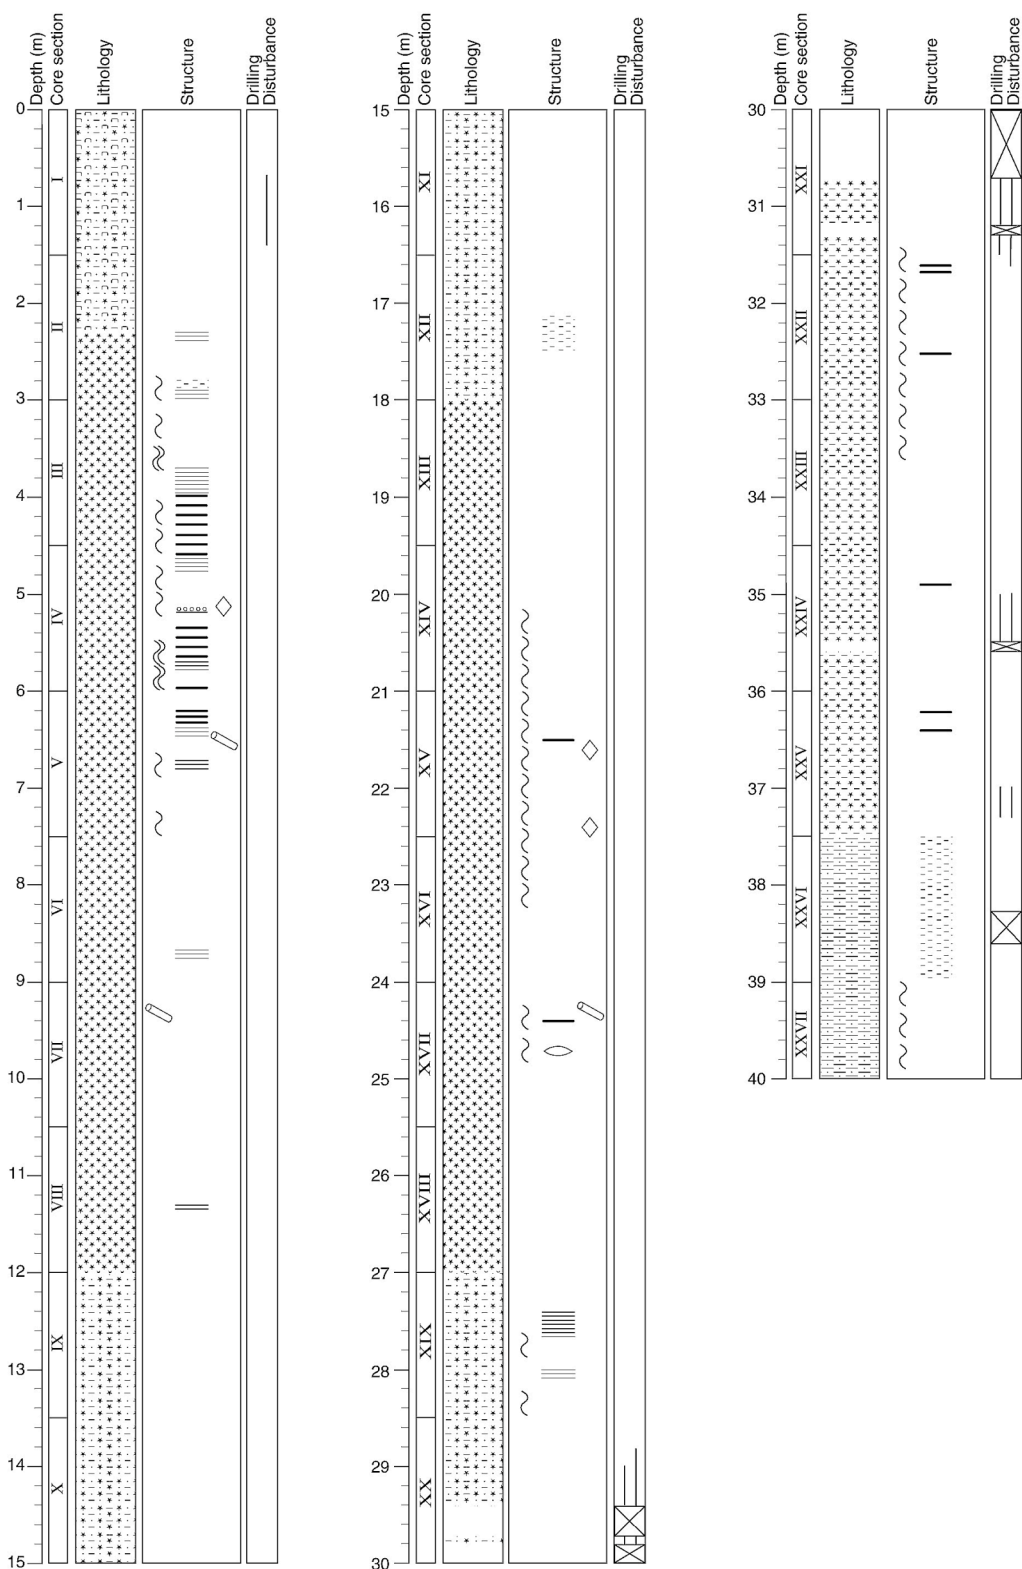 Depth (m)
Core section
Lithology
Structure
Drilling
Disturbance
0
1
2
3
4
5
6
7
8
9
10
11
12
13
14
15
I
II
III
IV
V
VI
VII
VIII
IX
X
Depth (m)
Core section
Lithology
Structure
Drilling
Disturbance
15
16
17
18
19
20
21
22
23
24
25
26
27
28
29
30
XI
XII
XIII
XIV
XV
XVI
XVII
XVIII
XIX
XX
Depth (m)
Core section
Lithology
Structure
Drilling
Disturbance
30
31
32
33
34
35
36
37
38
39
40
XXI
XXII
XXIII
XXIV
XXV
XXVI
XXVII